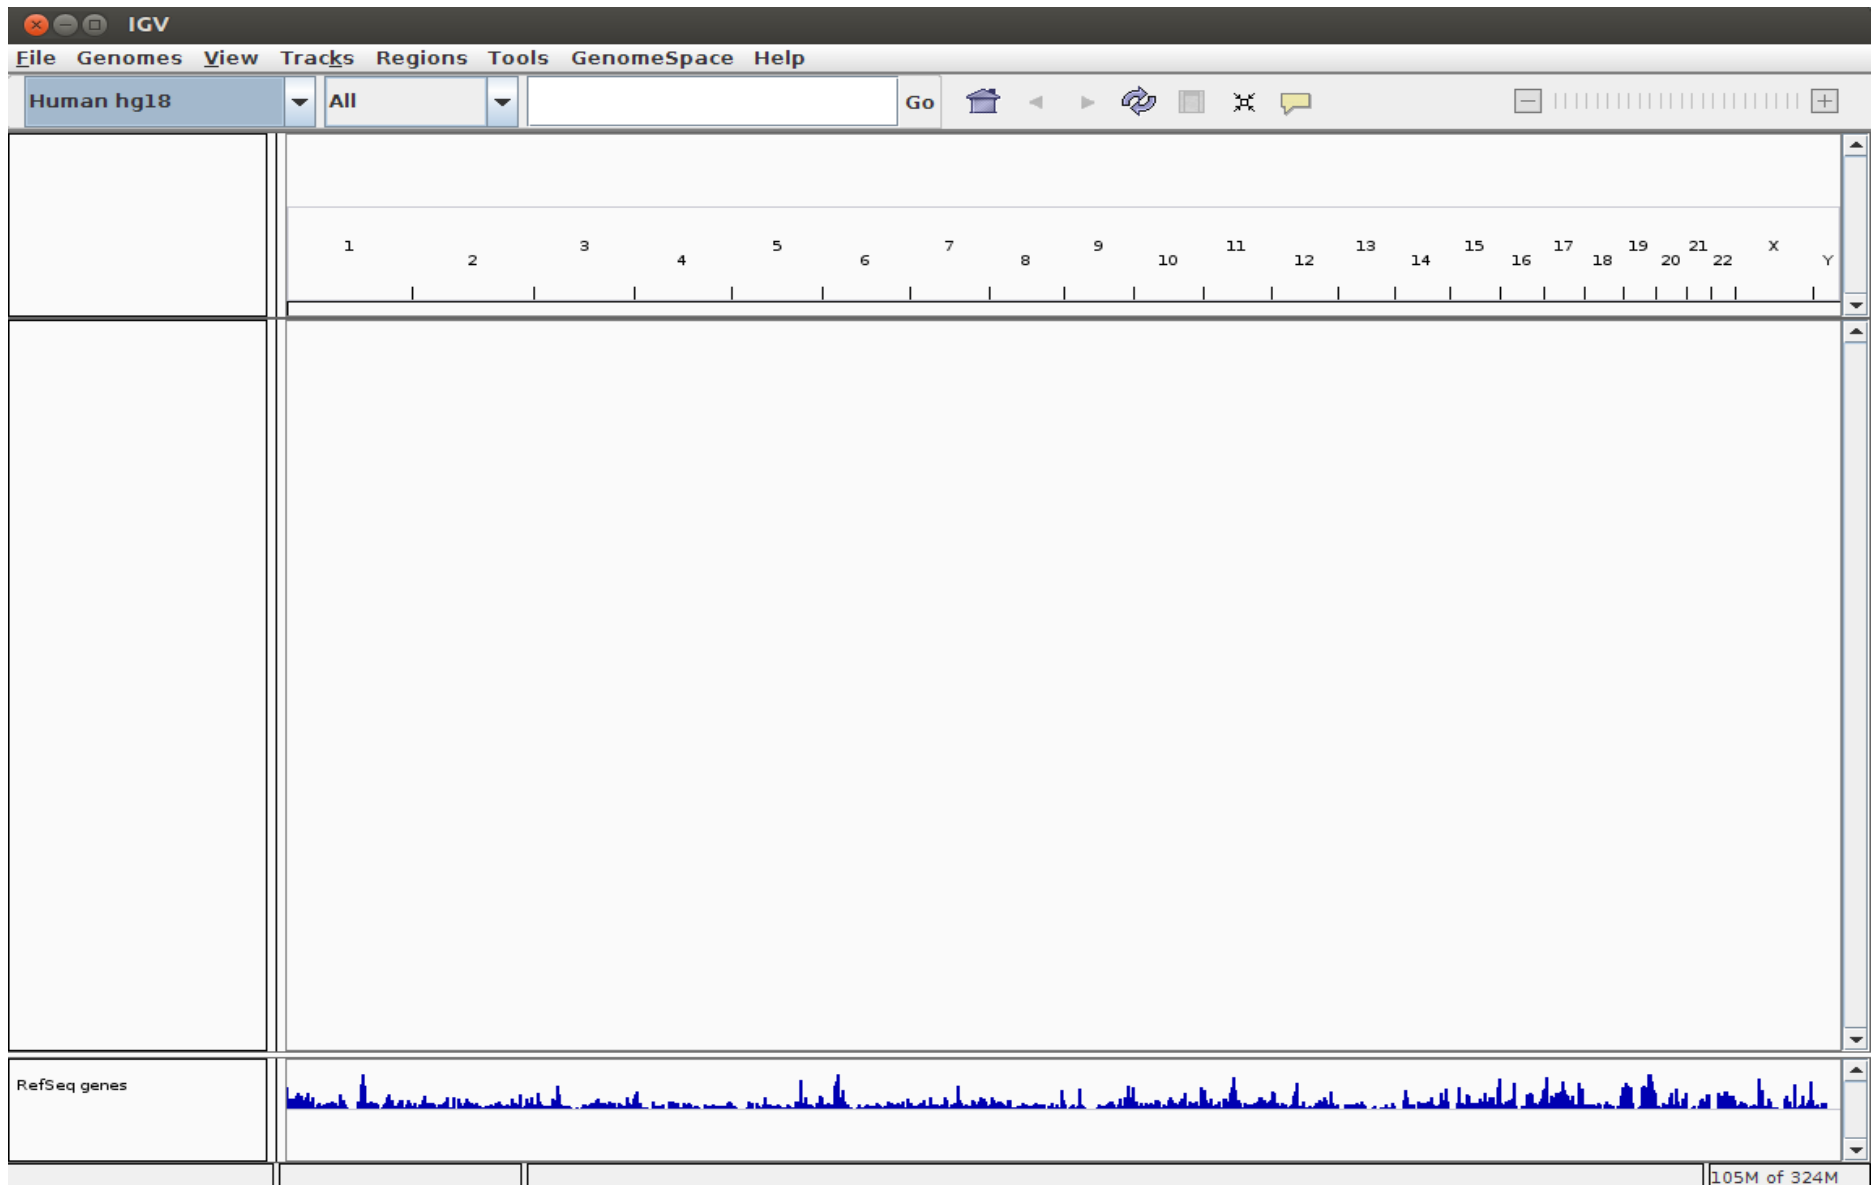 IGV
File Genomes View Tracks Regions Tools GenomeSpace Help
Human hg18 All Go
1 3 5 7 9 11 13 15 17 19 21 X
2 4 6 8 10 12 14 16 18 20 22 Y
RefSeq genes
105M of 324M